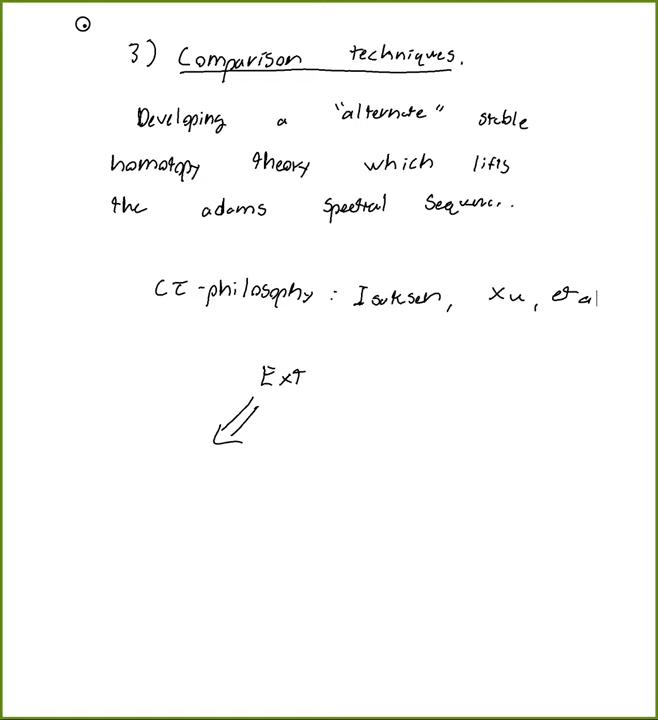 3) Comparison techniques.
Developing a "alternate" stable
homotopy theory which lifts
the adams spectral sequenc..
Cτ-philosophy : Isaksen, Xu, et al
Ext